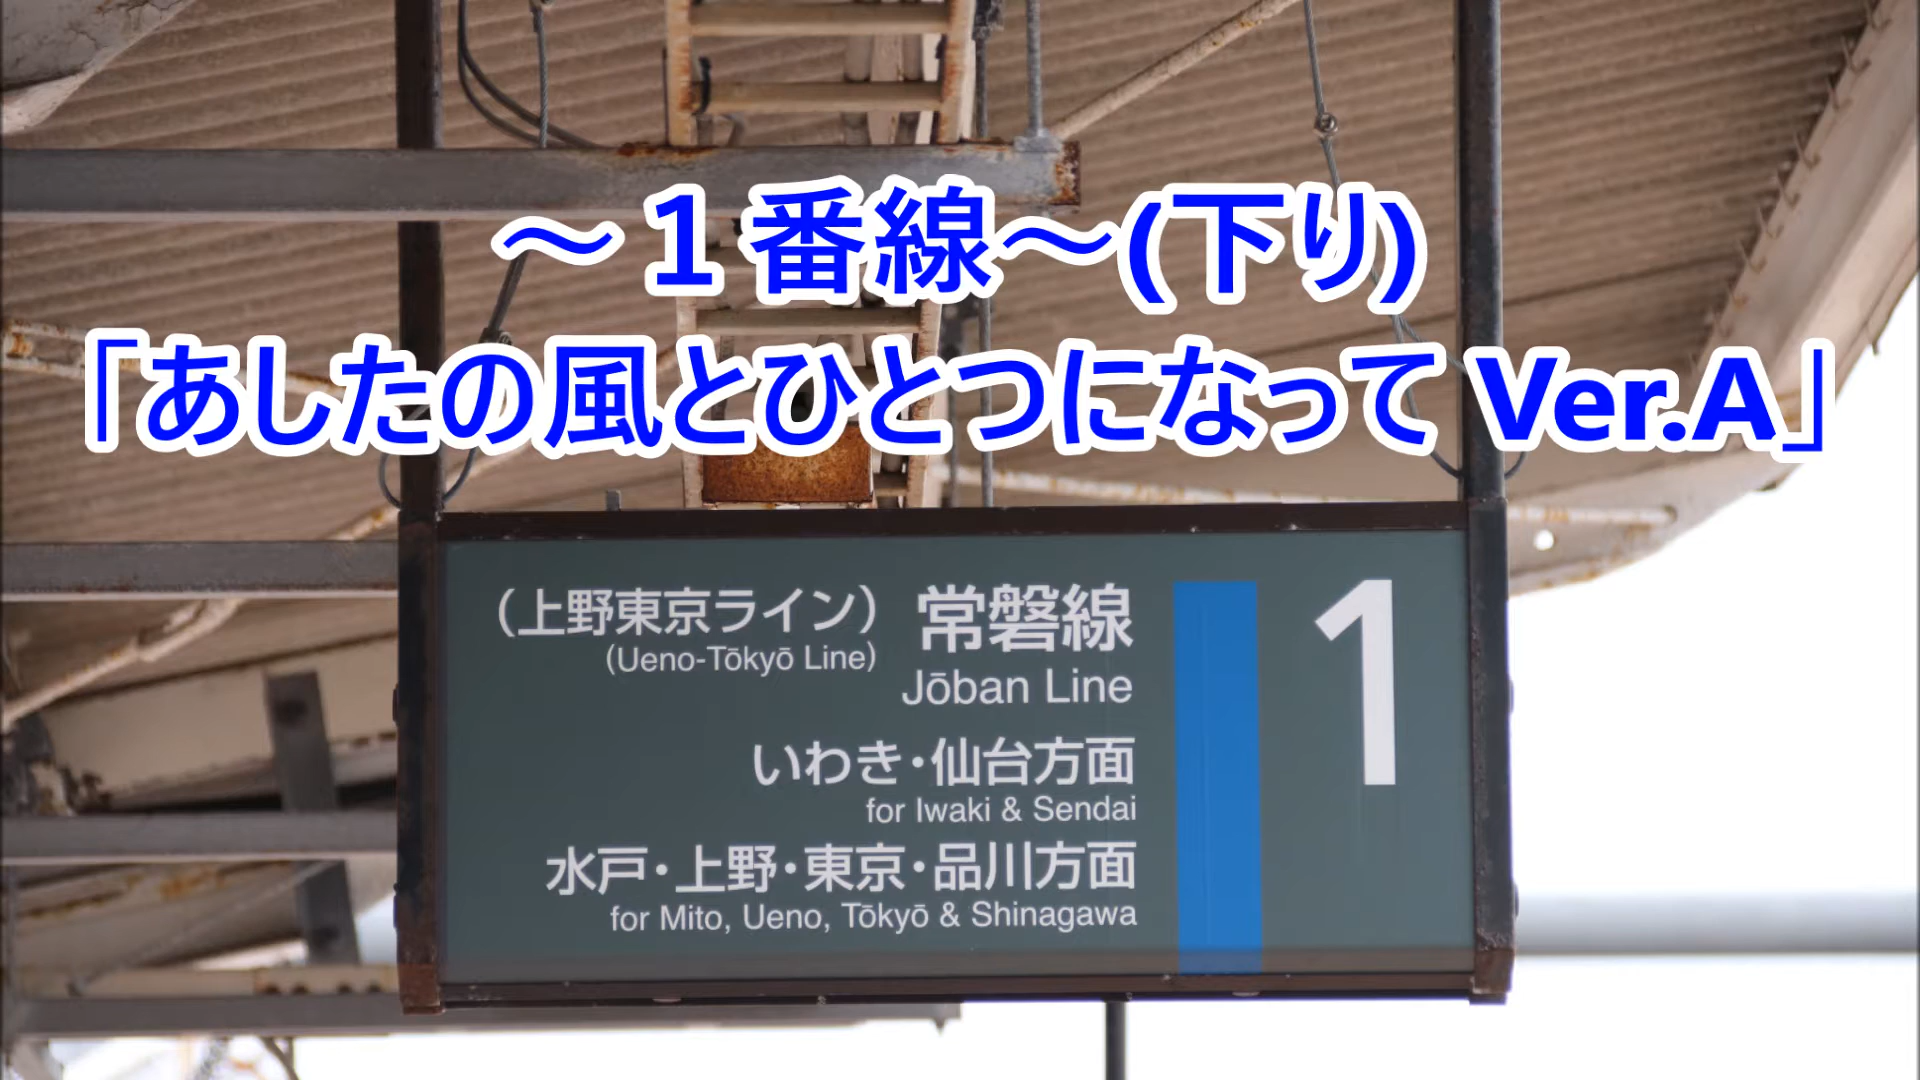 ～１番線～(下り)
「あしたの風とひとつになって Ver.A」
（上野東京ライン） 常磐線 1
(Ueno-Tōkyō Line) Jōban Line
いわき・仙台方面
for Iwaki & Sendai
水戸・上野・東京・品川方面
for Mito, Ueno, Tōkyō & Shinagawa